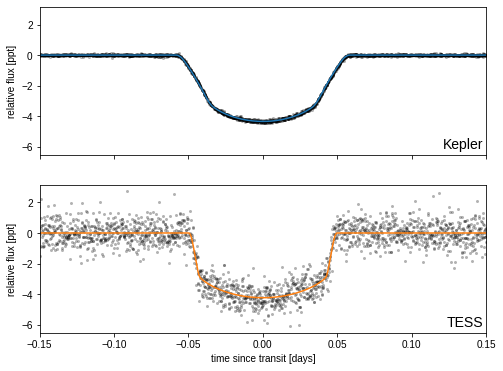 relative flux [ppt]
2
0
−2
−4
−6
Kepler
relative flux [ppt]
2
0
−2
−4
−6
TESS
−0.15 −0.10 −0.05 0.00 0.05 0.10 0.15
time since transit [days]